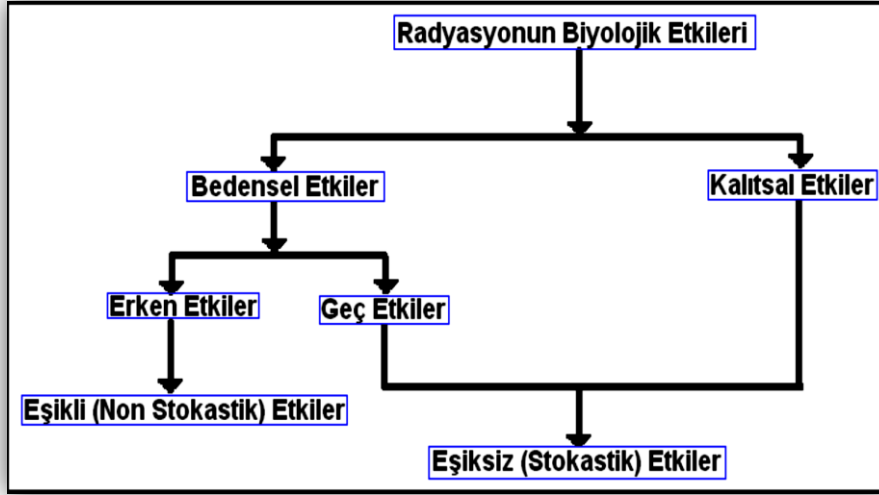 Radyasyonun Biyolojik Etkileri
Bedensel Etkiler
Kalıtsal Etkiler
Erken Etkiler
Geç Etkiler
Eşikli (Non Stokastik) Etkiler
Eşiksiz (Stokastik) Etkiler